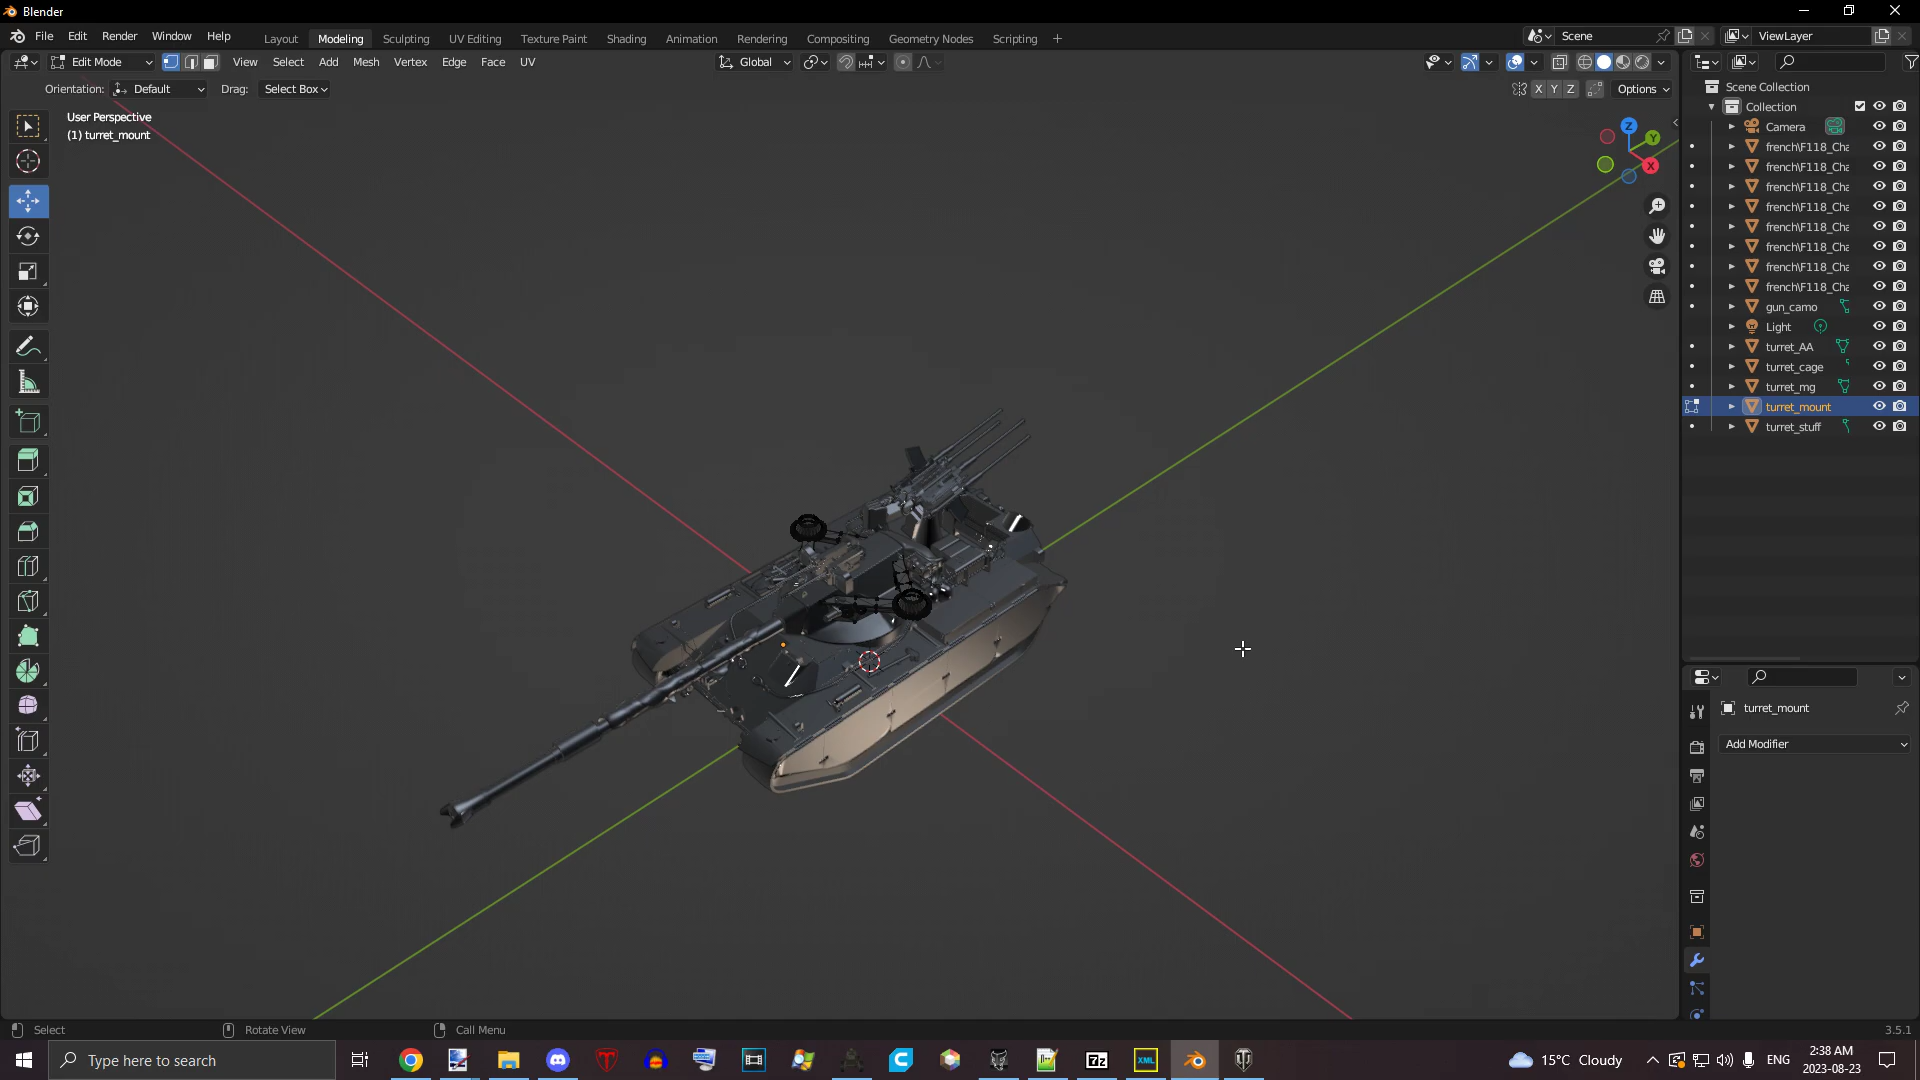 Blender
File Edit Render Window Help
Layout Modeling Sculpting UV Editing Texture Paint Shading Animation Rendering Compositing Geometry Nodes Scripting
Scene
ViewLayer
Edit Mode View Select Add Mesh Vertex Edge Face UV
Global
Orientation: Default Drag: Select Box
X Y Z Options
User Perspective
(1) turret_mount
Z
Y
X
Scene Collection
Collection
Camera
french\F118_Cha
french\F118_Cha
french\F118_Cha
french\F118_Cha
french\F118_Cha
french\F118_Cha
french\F118_Cha
french\F118_Cha
gun_camo
Light
turret_AA
turret_cage
turret_mg
turret_mount
turret_stuff
turret_mount
Add Modifier
Select Rotate View Call Menu
3.5.1
Type here to search
7z
XML
15°C Cloudy
ENG
2:38 AM
2023-08-23